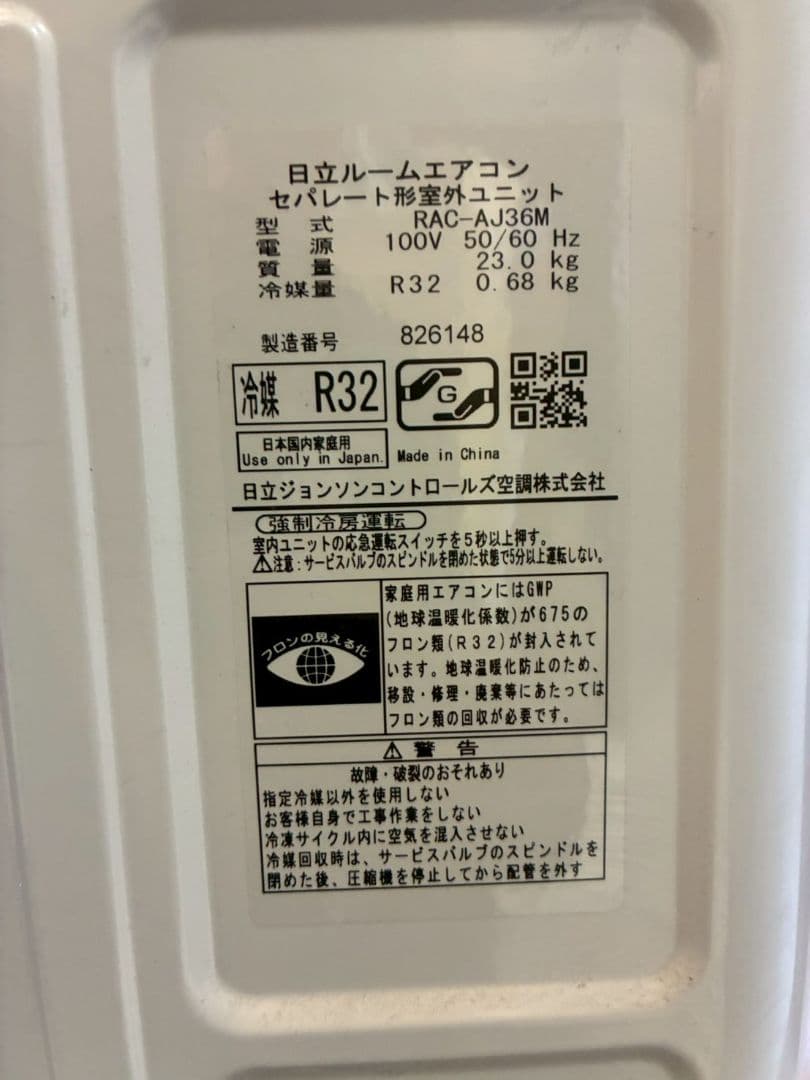 日立ルームエアコン
セパレート形室外ユニット
型式 RAC-AJ36M
電源 100V 50/60 Hz
質量 23.0 kg
冷媒量 R32 0.68 kg
製造番号 826148
冷媒 R32
G
日本国内家庭用
Use only in Japan.
Made in China
日立ジョンソンコントロールズ空調株式会社
強制冷房運転
室内ユニットの応急運転スイッチを5秒以上押す。
⚠注意:サービスバルブのスピンドルを閉めた状態で5分以上運転しない。
フロンの見える化
家庭用エアコンにはGWP
(地球温暖化係数)が675の
フロン類(R32)が封入されて
います。地球温暖化防止のため、
移設・修理・廃棄等にあたっては
フロン類の回収が必要です。
⚠警告
故障・破裂のおそれあり
指定冷媒以外を使用しない
お客様自身で工事作業をしない
冷凍サイクル内に空気を混入させない
冷媒回収時は、サービスバルブのスピンドルを
閉めた後、圧縮機を停止してから配管を外す